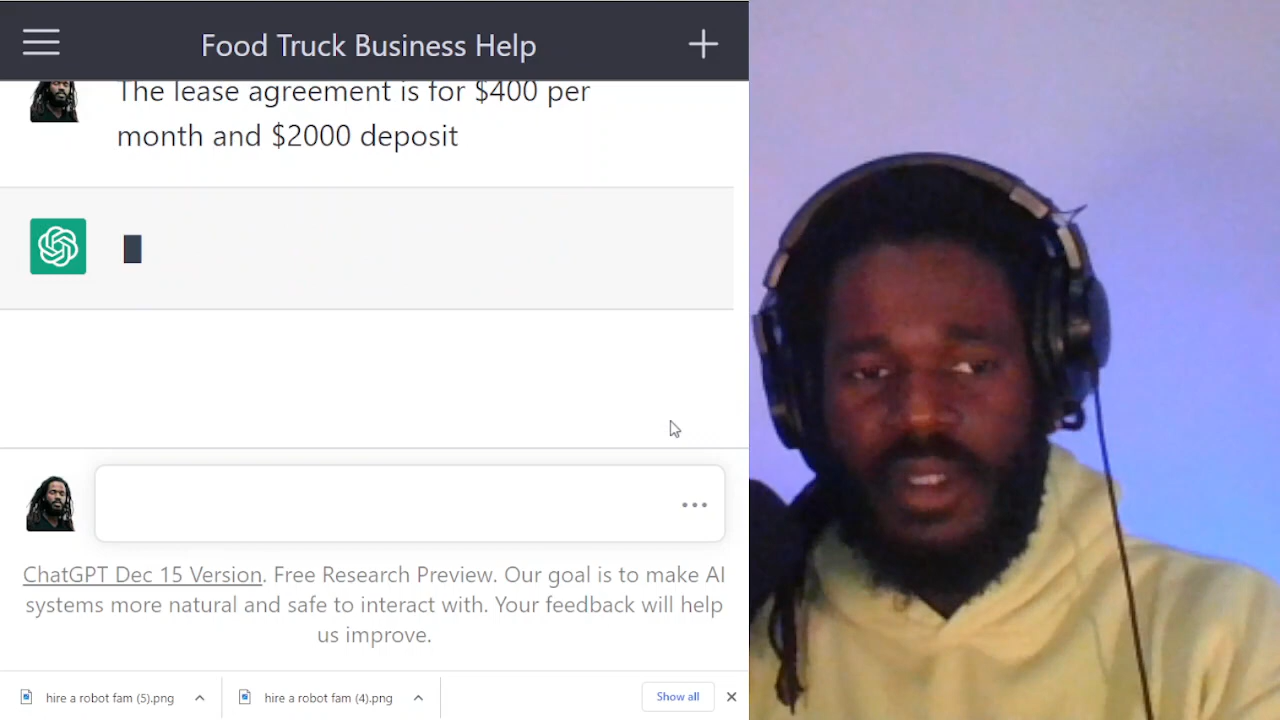 Food Truck Business Help
The lease agreement is for $400 per
month and $2000 deposit
ChatGPT Dec 15 Version. Free Research Preview. Our goal is to make AI
systems more natural and safe to interact with. Your feedback will help
us improve.
hire a robot fam (5).png
hire a robot fam (4).png
Show all